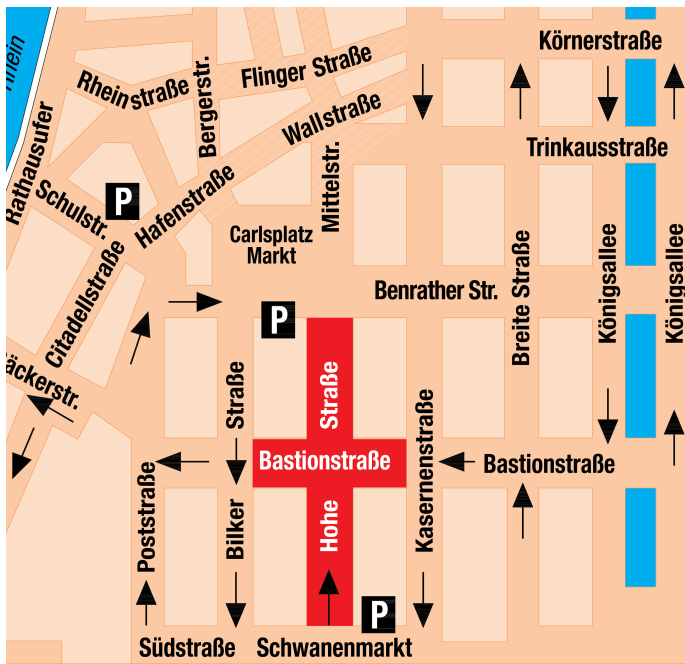 Rhein
Körnerstraße
Flinger Straße
Rheinstraße
Bergerstr.
Wallstraße
Trinkausstraße
Rathausufer
Schulstr.
P
Hafenstraße
Mittelstr.
Carlsplatz
Markt
Citadellstraße
Benrather Str.
Breite Straße
Königsallee
Königsallee
P
äckerstr.
Straße
Straße
Kasernenstraße
Bastionstraße
Bastionstraße
Poststraße
Bilker
Hohe
P
Südstraße
Schwanenmarkt